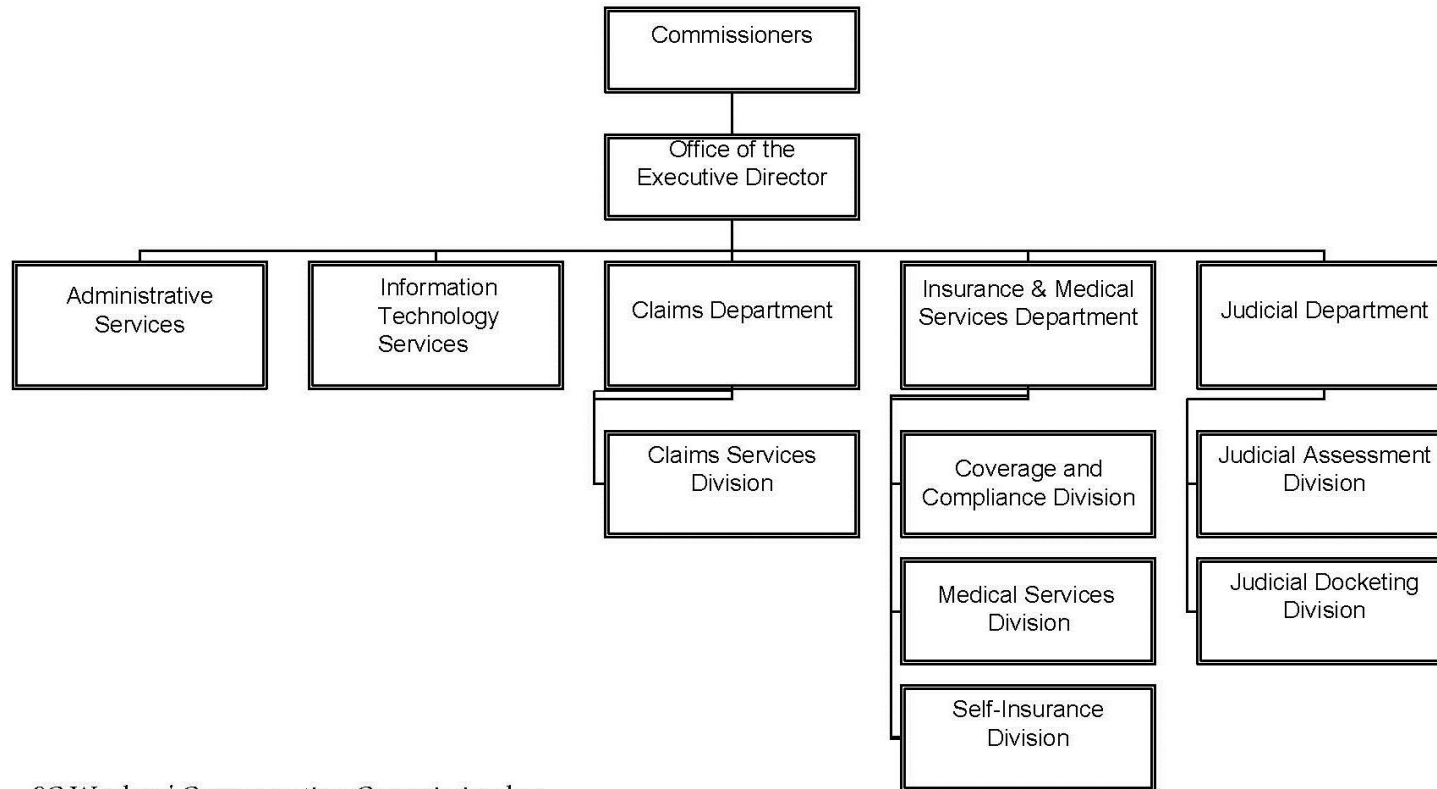 Commissioners
Office of the
Executive Director
Administrative
Services
Information
Technology
Services
Claims Department
Insurance & Medical
Services Department
Judicial Department
Claims Services
Division
Coverage and
Compliance Division
Judicial Assessment
Division
Medical Services
Division
Judicial Docketing
Division
Self-Insurance
Division